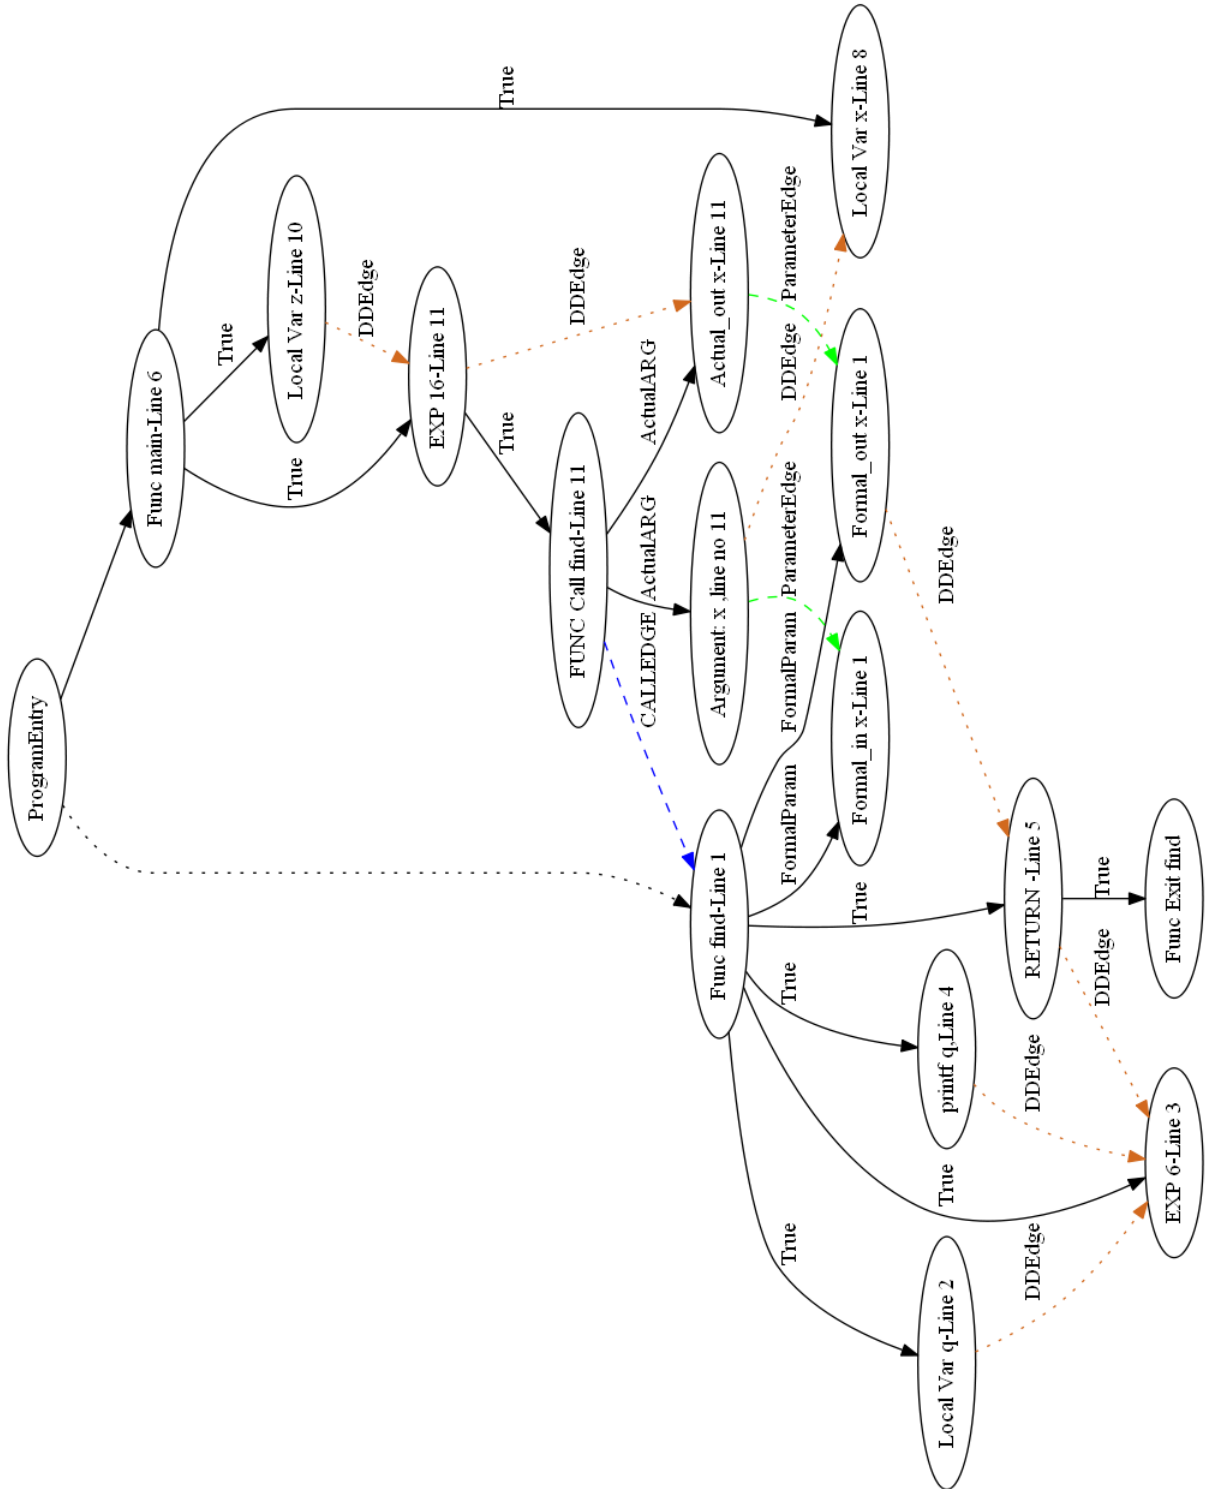 ProgramEntry
Func main-Line 6
True
True
True
Local Var z-Line 10
DDEdge
EXP 16-Line 11
True
DDEdge
FUNC Call find-Line 11
CALLEDGE
ActualARG
ActualARG
Func find-Line 1
Argument: x ,line no 11
Actual_out x-Line 11
True
True
True
FormalParam
FormalParam
ParameterEdge
DDEdge
ParameterEdge
True
Formal_in x-Line 1
Formal_out x-Line 1
Local Var x-Line 8
Local Var q-Line 2
printf q,Line 4
DDEdge
DDEdge
DDEdge
RETURN -Line 5
DDEdge
True
EXP 6-Line 3
Func Exit find
True